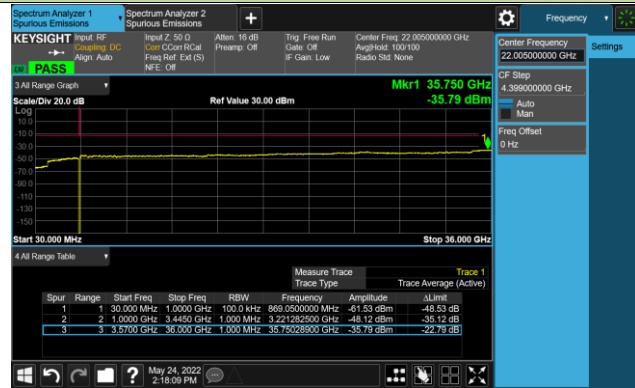 Spectrum Analyzer 1
Spurious Emissions
Spectrum Analyzer 2
Spurious Emissions
+
Frequency
KEYSIGHT
Input: RF
Coupling: DC
Align: Auto
Input Z: 50 Ω
Corr CCorr RCal
Freq Ref: Ext (S)
NFE: Off
Atten: 16 dB
Preamp: Off
Trig: Free Run
Gate: Off
IF Gain: Low
Center Freq: 22.005000000 GHz
Avg|Hold: 100/100
Radio Std: None
PASS
Center Frequency
22.005000000 GHz
Settings
CF Step
4.399000000 GHz
Auto
Man
Freq Offset
0 Hz
3 All Range Graph
Mkr1 35.750 GHz
Scale/Div 20.0 dB
Ref Value 30.00 dBm
-35.79 dBm
Log
10.0
-10.0
-30.0
-50.0
-70.0
-90.0
-110
-130
-150
1
Start 30.000 MHz
Stop 36.000 GHz
4 All Range Table
Measure Trace Trace 1
Trace Type Trace Average (Active)
Spur Range Start Freq Stop Freq RBW Frequency Amplitude ΔLimit
1 1 30.000 MHz 1.0000 GHz 100.0 kHz 869.0500000 MHz -61.53 dBm -48.53 dB
2 2 1.0000 GHz 3.4450 GHz 1.000 MHz 3.221282500 GHz -48.12 dBm -35.12 dB
3 3 3.5700 GHz 36.000 GHz 1.000 MHz 35.75028900 GHz -35.79 dBm -22.79 dB
?
May 24, 2022
2:18:09 PM